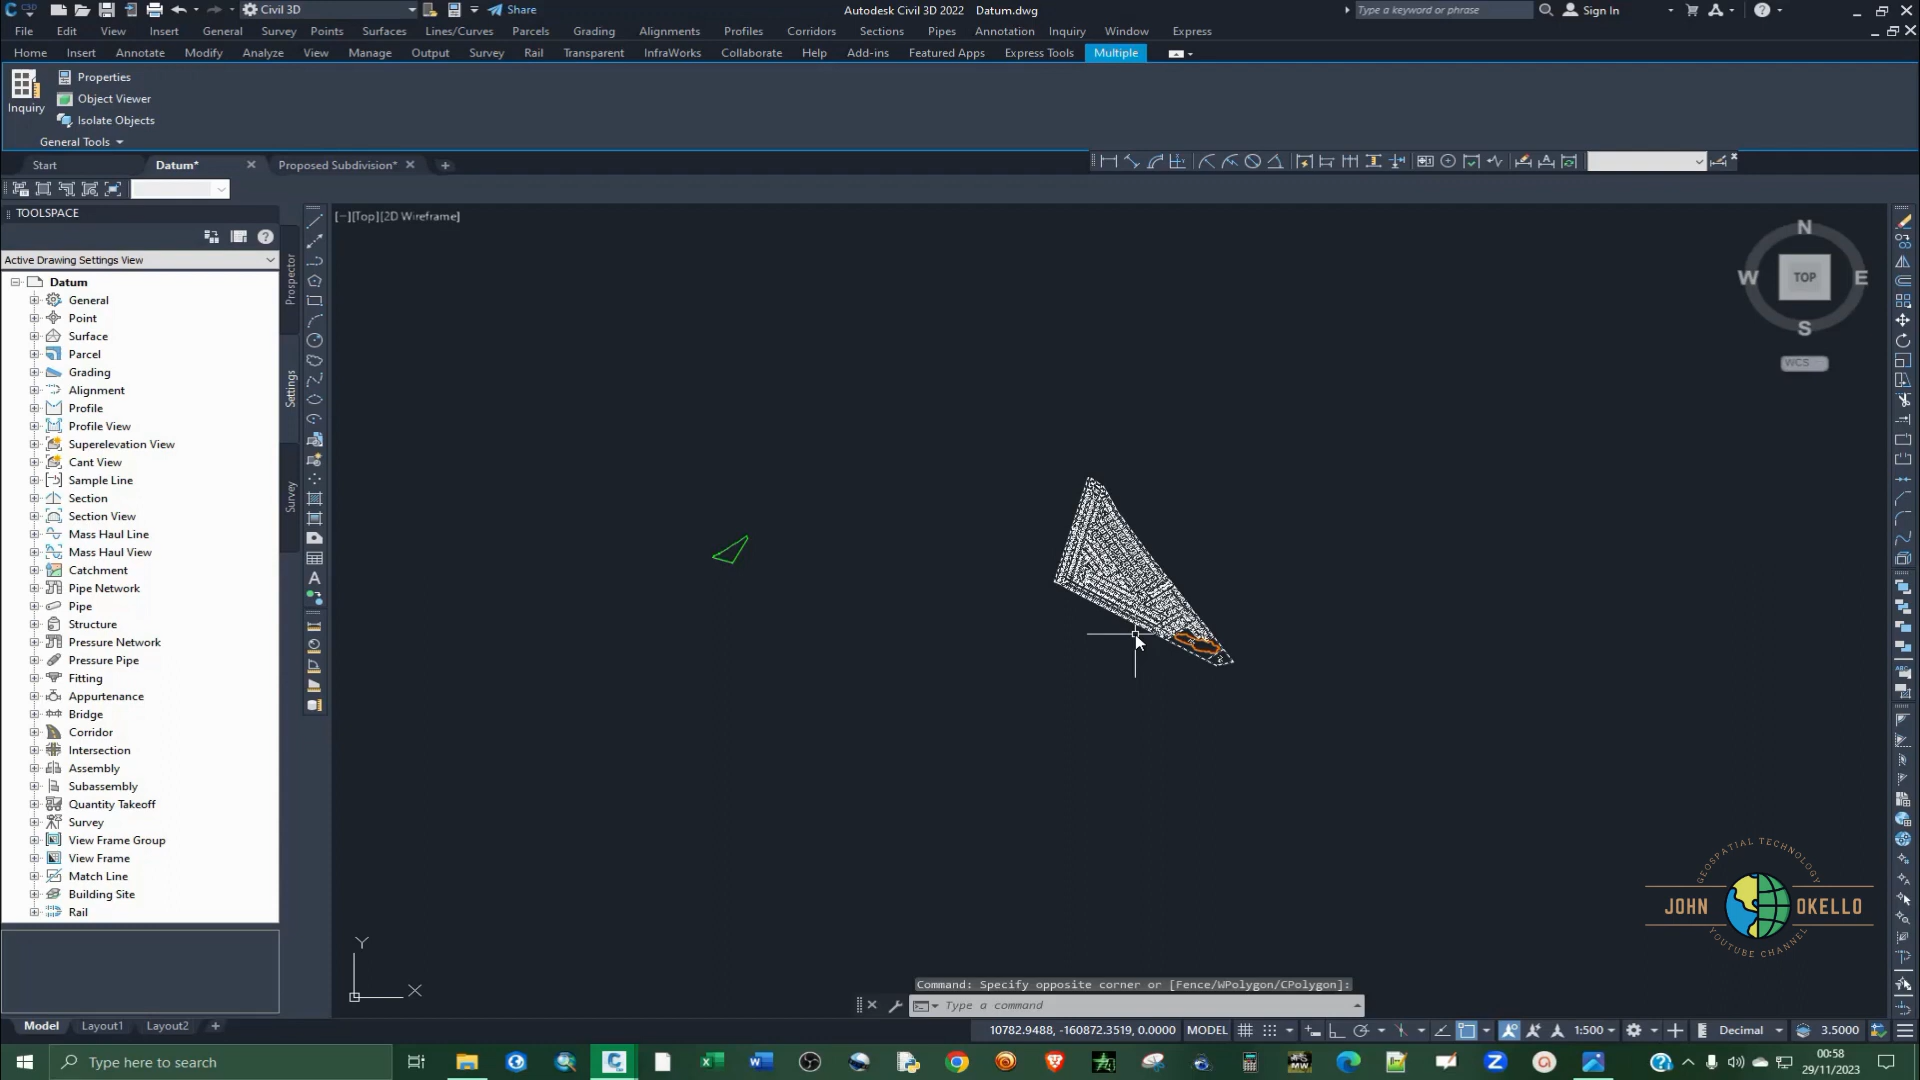 Civil 3D
Share
Autodesk Civil 3D 2022 Datum.dwg
Type a keyword or phrase
Sign In
File Edit View Insert General Survey Points Surfaces Lines/Curves Parcels Grading Alignments Profiles Corridors Sections Pipes Annotation Inquiry Window Express
Home Insert Annotate Modify Analyze View Manage Output Survey Rail Transparent InfraWorks Collaborate Help Add-ins Featured Apps Express Tools Multiple
Inquiry
Properties
Object Viewer
Isolate Objects
General Tools
Start Datum* Proposed Subdivision*
TOOLSPACE
[−][Top][2D Wireframe]
Active Drawing Settings View
Prospector
Settings
Survey
Datum
General
Point
Surface
Parcel
Grading
Alignment
Profile
Profile View
Superelevation View
Cant View
Sample Line
Section
Section View
Mass Haul Line
Mass Haul View
Catchment
Pipe Network
Pipe
Structure
Pressure Network
Pressure Pipe
Fitting
Appurtenance
Bridge
Corridor
Intersection
Assembly
Subassembly
Quantity Takeoff
Survey
View Frame Group
View Frame
Match Line
Building Site
Rail
N
W TOP E
S
WCS
Y
X
GEOSPATIAL TECHNOLOGY
JOHN OKELLO
YOUTUBE CHANNEL
Command: Specify opposite corner or [Fence/WPolygon/CPolygon]:
Type a command
Model Layout1 Layout2
10782.9488, -160872.3519, 0.0000 MODEL 1:500 Decimal 3.5000
Type here to search
00:58
29/11/2023